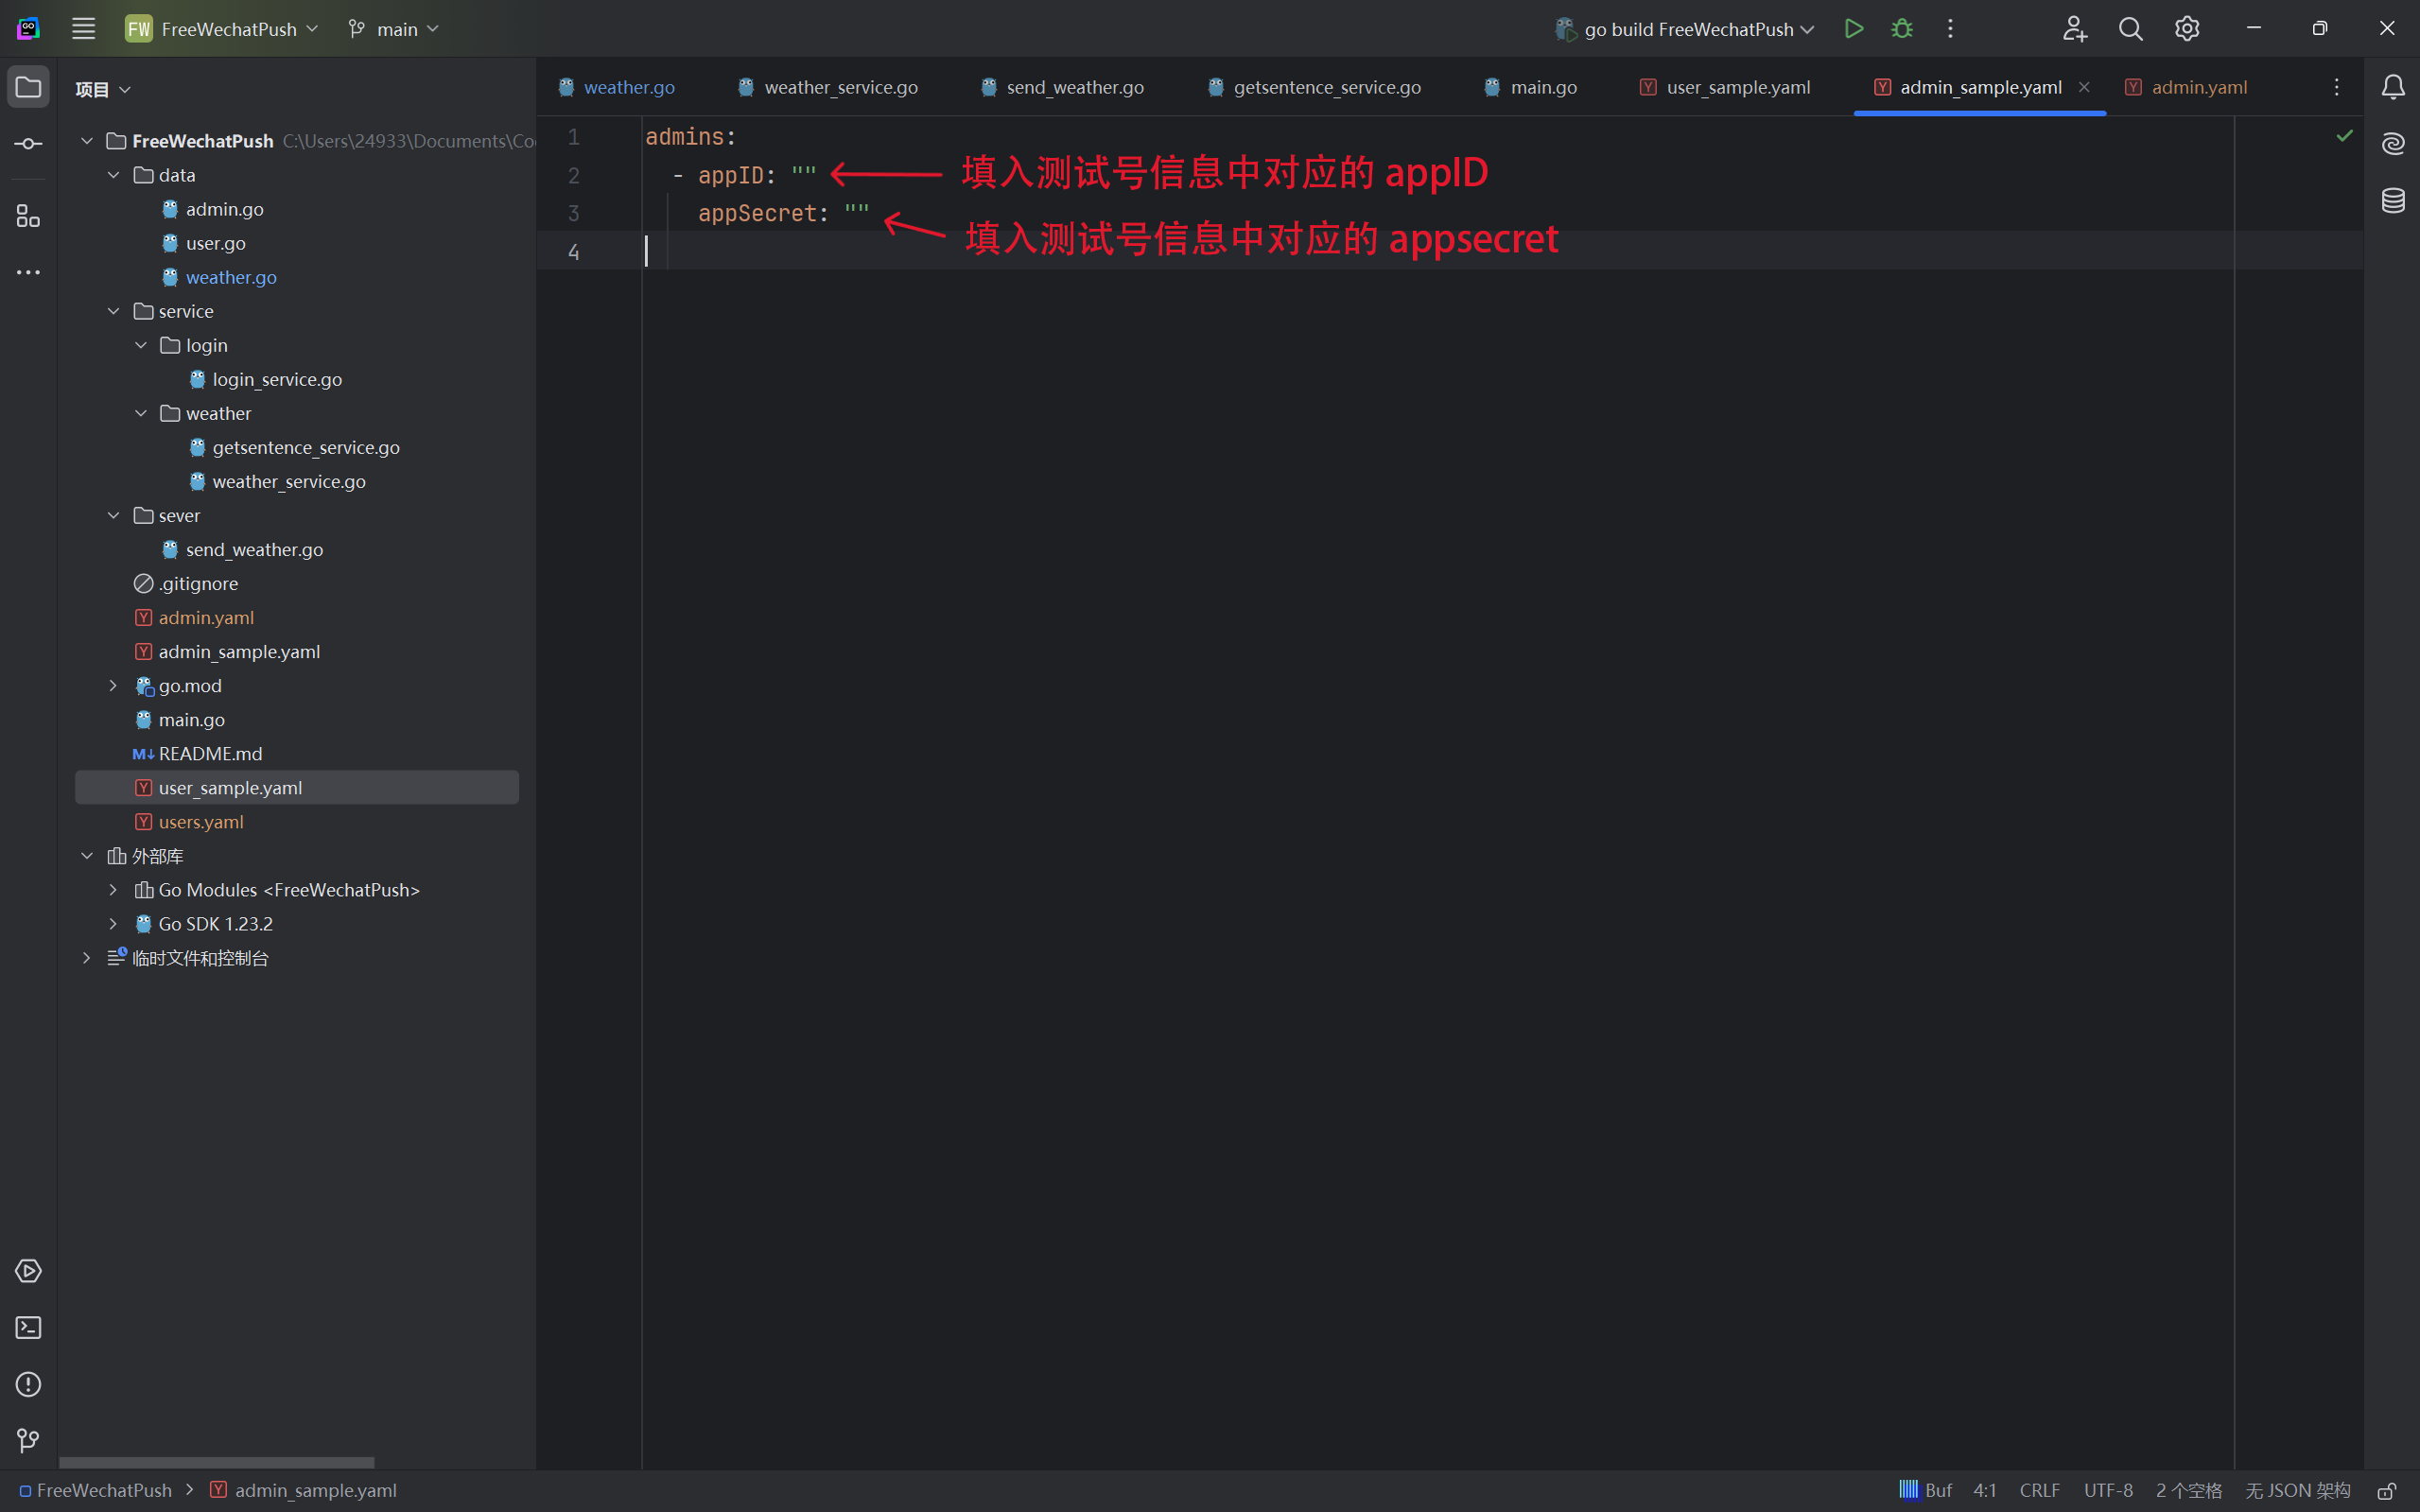 FW FreeWechatPush main go build FreeWechatPush
项目
weather.go weather_service.go send_weather.go getsentence_service.go main.go user_sample.yaml admin_sample.yaml admin.yaml
FreeWechatPush C:\Users\24933\Documents\Co
data
admin.go
user.go
weather.go
service
login
login_service.go
weather
getsentence_service.go
weather_service.go
sever
send_weather.go
.gitignore
admin.yaml
admin_sample.yaml
go.mod
main.go
README.md
user_sample.yaml
users.yaml
外部库
Go Modules <FreeWechatPush>
Go SDK 1.23.2
临时文件和控制台
1 admins:
2 - appID: "" 填入测试号信息中对应的 appID
3 appSecret: "" 填入测试号信息中对应的 appsecret
4
FreeWechatPush > admin_sample.yaml Buf 4:1 CRLF UTF-8 2 个空格 无 JSON 架构